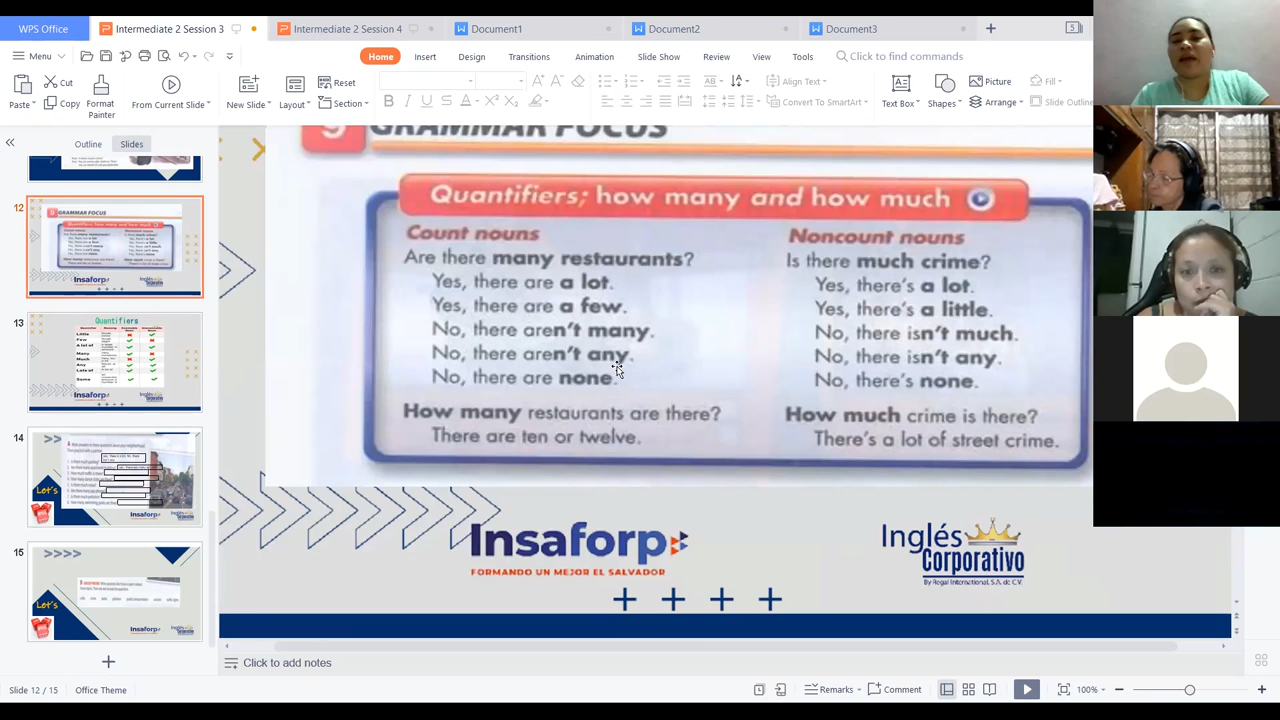 WPS Office
Intermediate 2 Session 3
Intermediate 2 Session 4
Document1
Document2
Document3
Menu
Home
Insert
Design
Transitions
Animation
Slide Show
Review
View
Tools
Click to find commands
Paste
Cut
Copy
Format
Painter
From Current Slide
New Slide
Layout
Reset
Section
Align Text
Convert To SmartArt
Text Box
Shapes
Picture
Arrange
Fill
Slide Outline
Outline
Slides
12
13
14
15
Quantifiers
Let's
Let's
9 GRAMMAR FOCUS
Quantifiers; how many and how much
Count nouns
Are there many restaurants?
Yes, there are a lot.
Yes, there are a few.
No, there aren't many.
No, there aren't any.
No, there are none.
How many restaurants are there?
There are ten or twelve.
Noncount nouns
Is there much crime?
Yes, there's a lot.
Yes, there's a little.
No, there isn't much.
No, there isn't any.
No, there's none.
How much crime is there?
There's a lot of street crime.
Insaforp
FORMANDO UN MEJOR EL SALVADOR
Inglés
Corporativo
By Regal International, S.A. de C.V.
Click to add notes
Slide 12 / 15
Office Theme
Remarks
Comment
100%